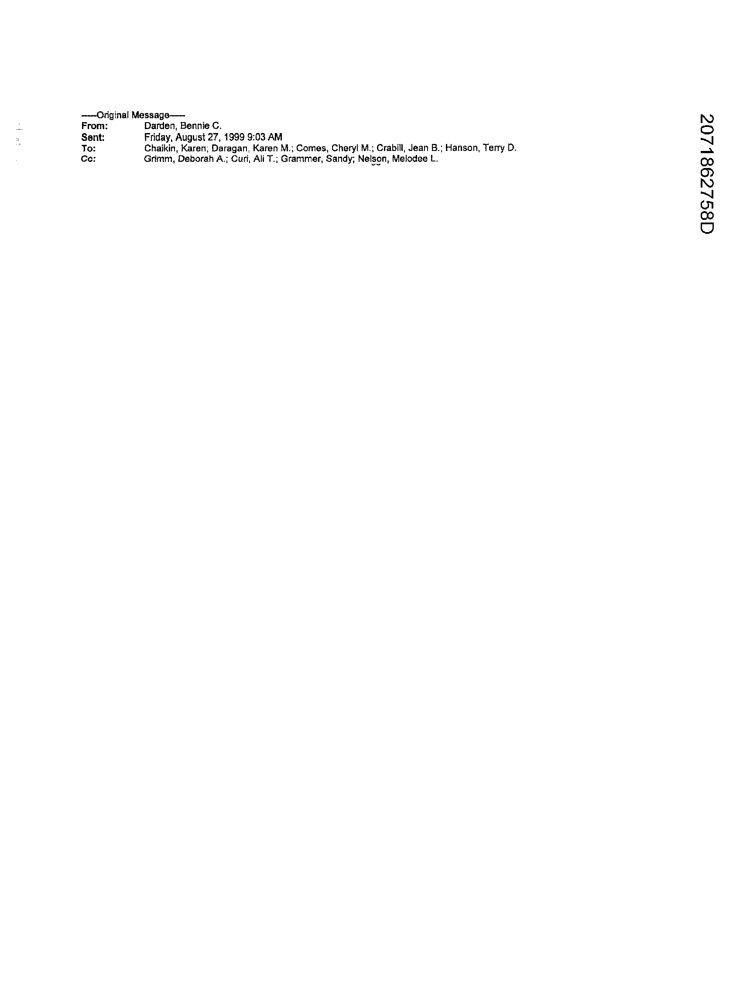 -----Original Message-----
From: Darden, Bennie C.
Sent: Friday, August 27, 1999 9:03 AM
To: Chaikin, Karen; Daragan, Karen M.; Comes, Cheryl M.; Crabill, Jean B.; Hanson, Terry D.
Cc: Grimm, Deborah A.; Curi, Ali T.; Grammer, Sandy; Nelson, Melodee L.
2071862758D